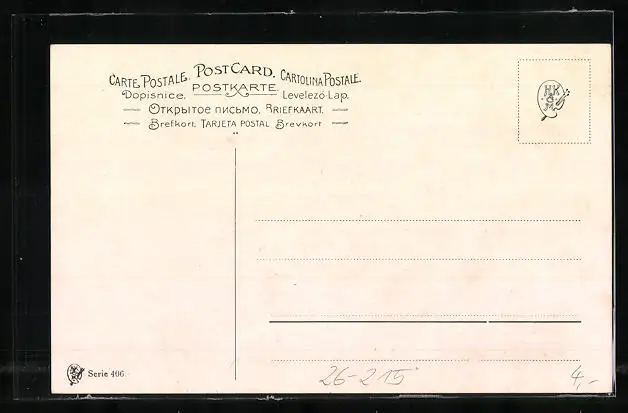 CARTE POSTALE. POSTCARD. CARTOLINA POSTALE.
Dopisnice. POSTKARTE. Levelező-Lap.
— Открытое письмо. BRIEFKAART. —
— Brefkort. TARJETA POSTAL Brevkort —
Serie 406.
26-215
4,-